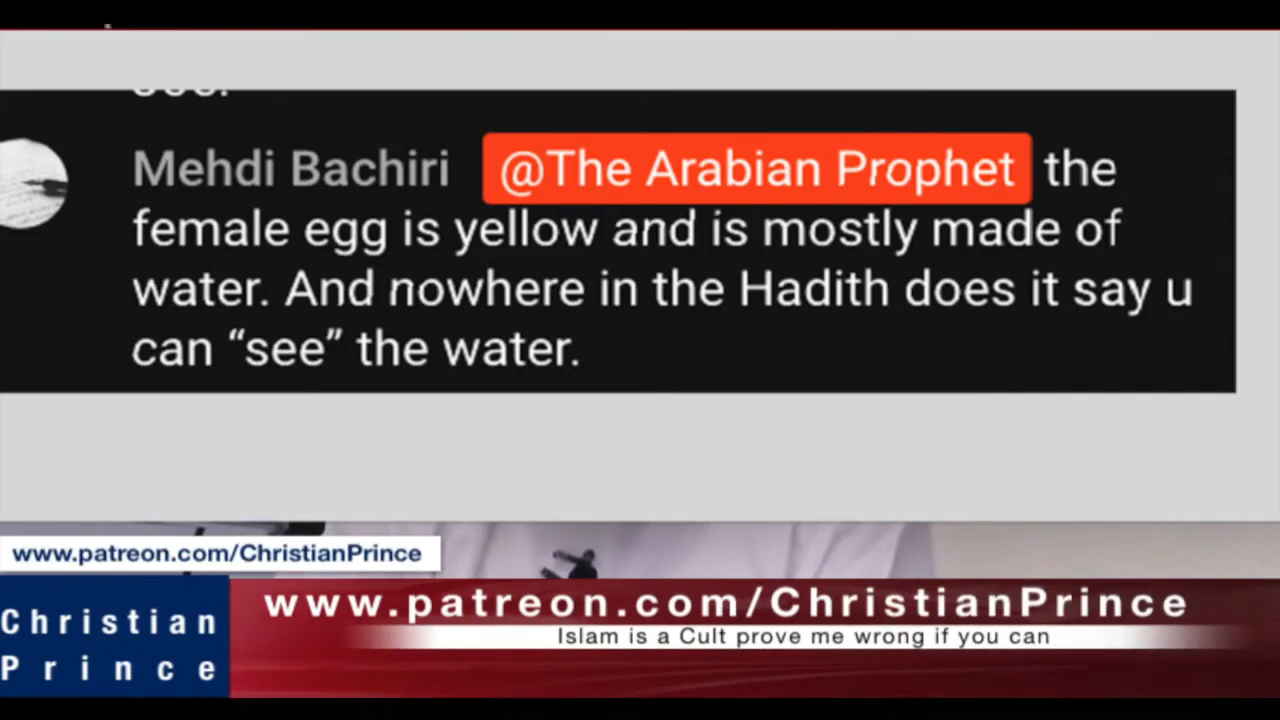 Mehdi Bachiri @The Arabian Prophet the
female egg is yellow and is mostly made of
water. And nowhere in the Hadith does it say u
can “see” the water.
www.patreon.com/ChristianPrince
Christian
Prince
www.patreon.com/ChristianPrince
Islam is a Cult prove me wrong if you can